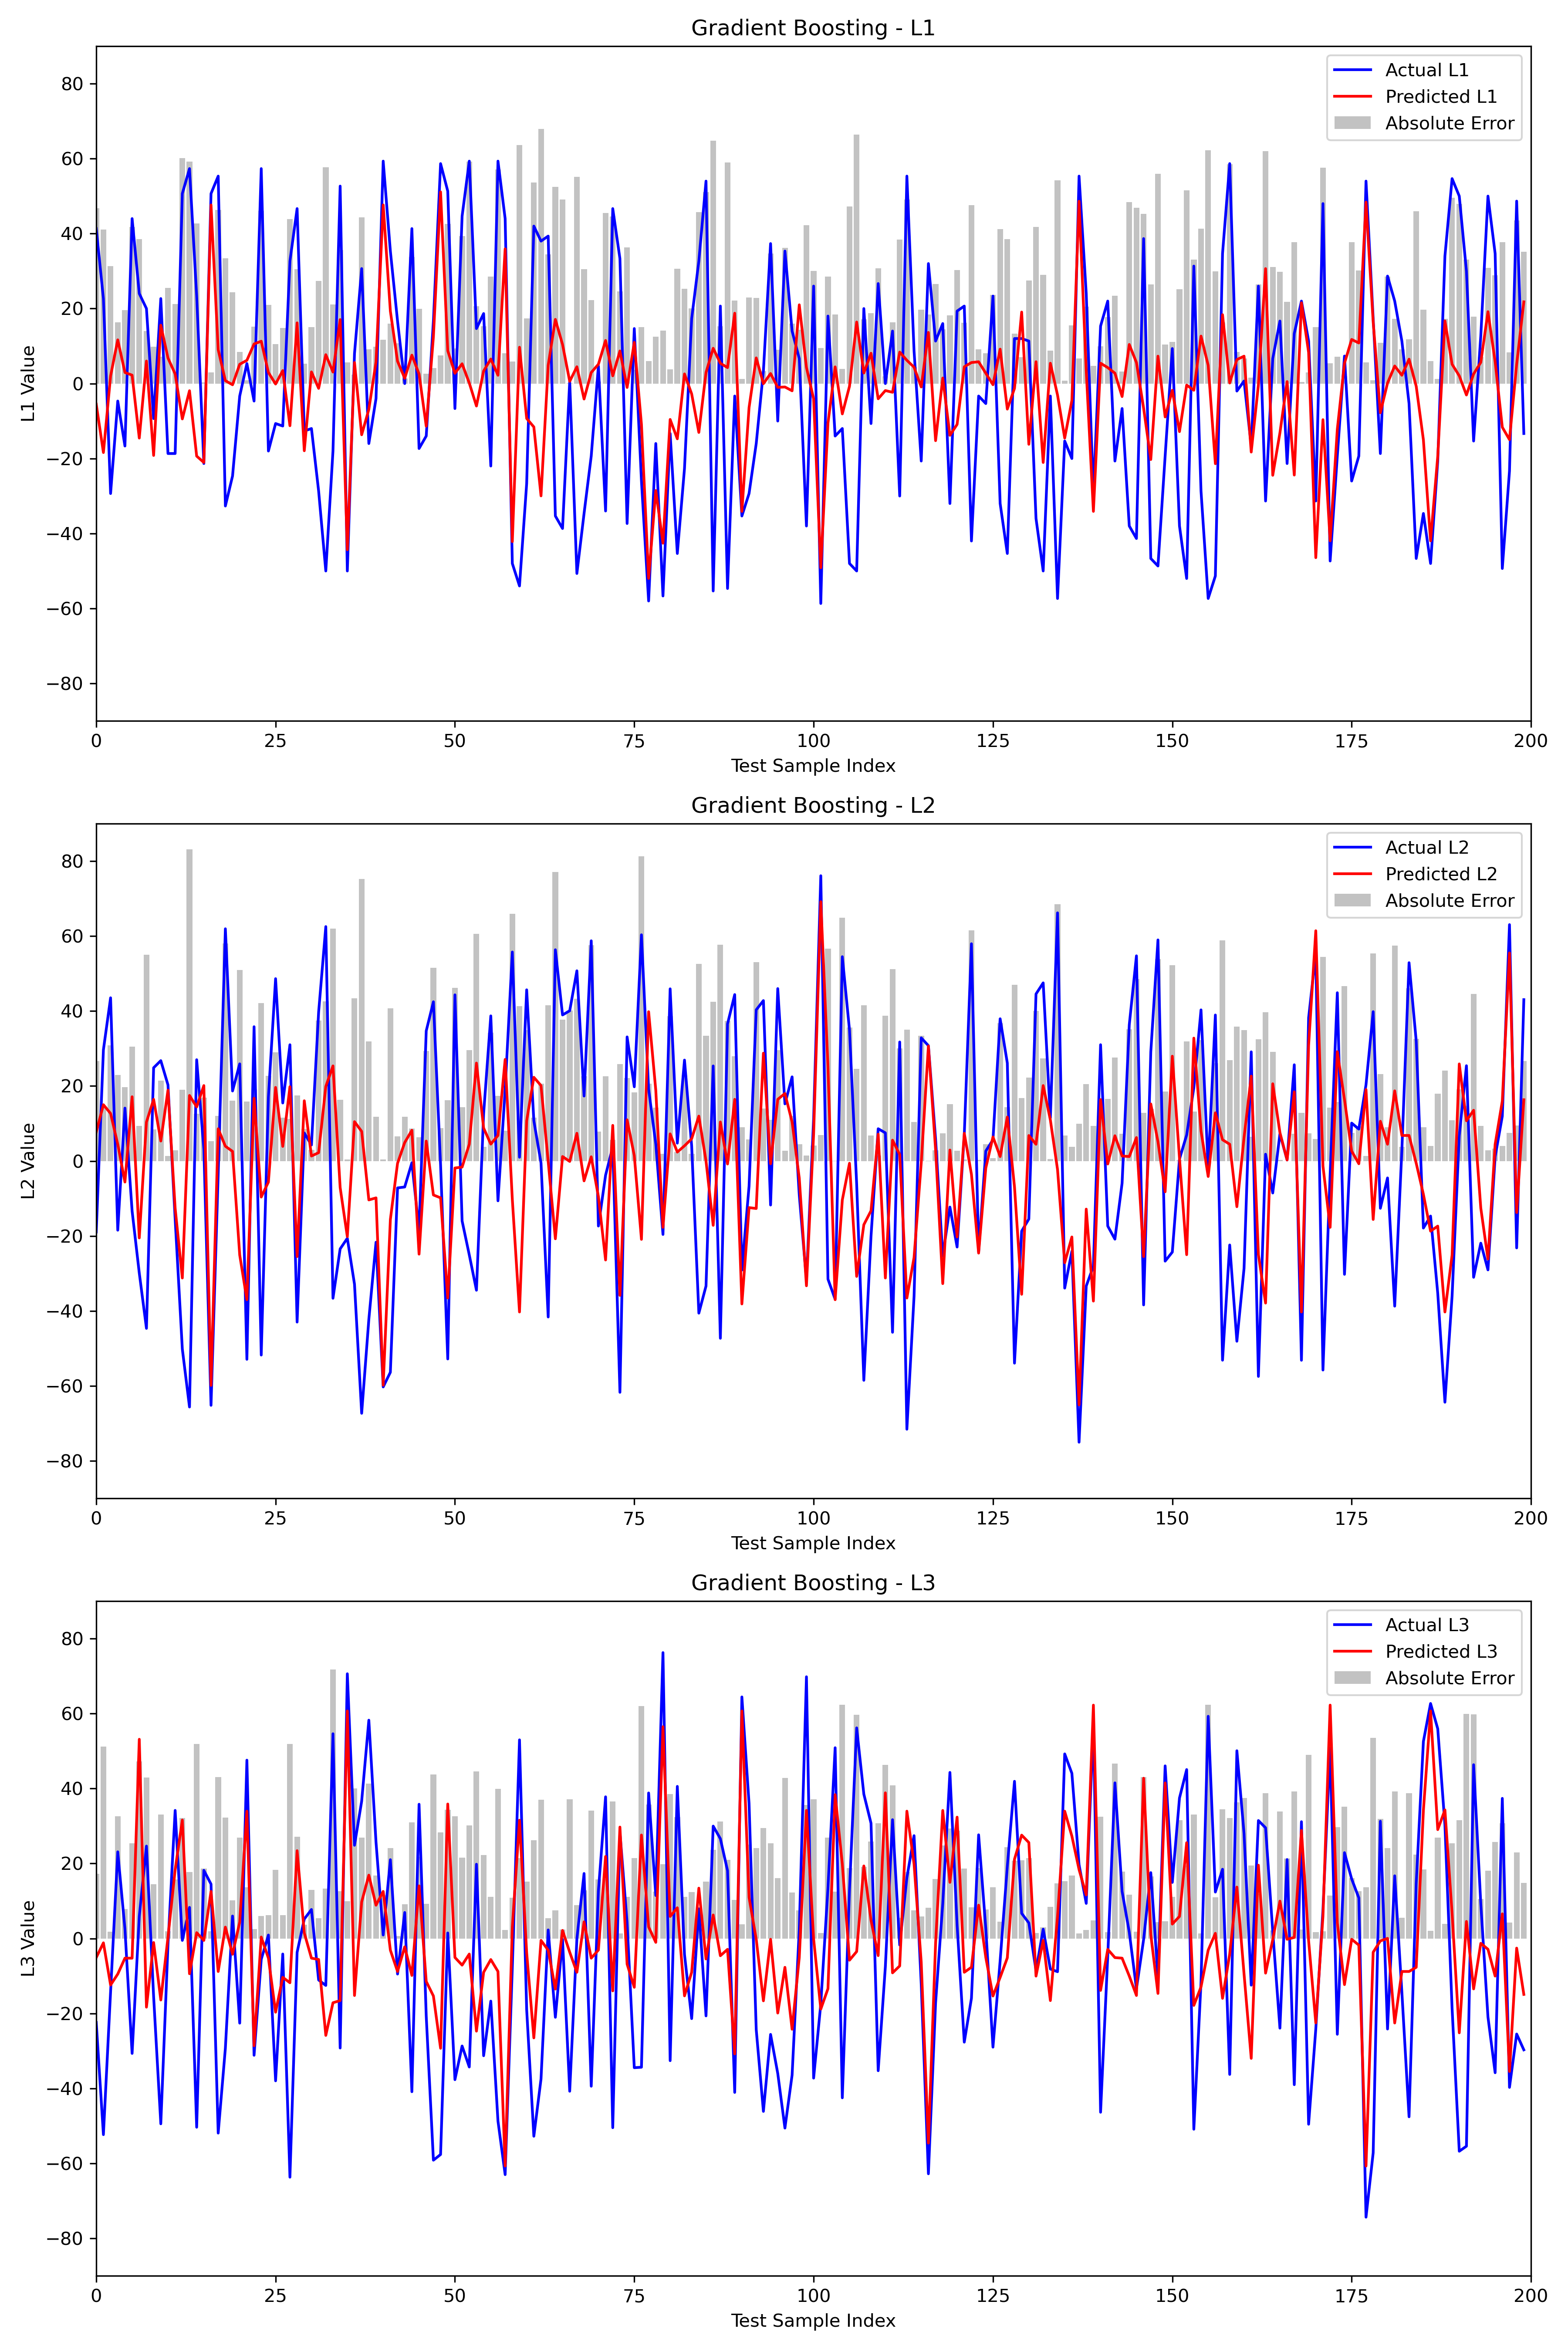 Gradient Boosting - L1
Actual L1
Predicted L1
Absolute Error
80
60
40
20
0
−20
−40
−60
−80
L1 Value
0 25 50 75 100 125 150 175 200
Test Sample Index
Gradient Boosting - L2
Actual L2
Predicted L2
Absolute Error
80
60
40
20
0
−20
−40
−60
−80
L2 Value
0 25 50 75 100 125 150 175 200
Test Sample Index
Gradient Boosting - L3
Actual L3
Predicted L3
Absolute Error
80
60
40
20
0
−20
−40
−60
−80
L3 Value
0 25 50 75 100 125 150 175 200
Test Sample Index